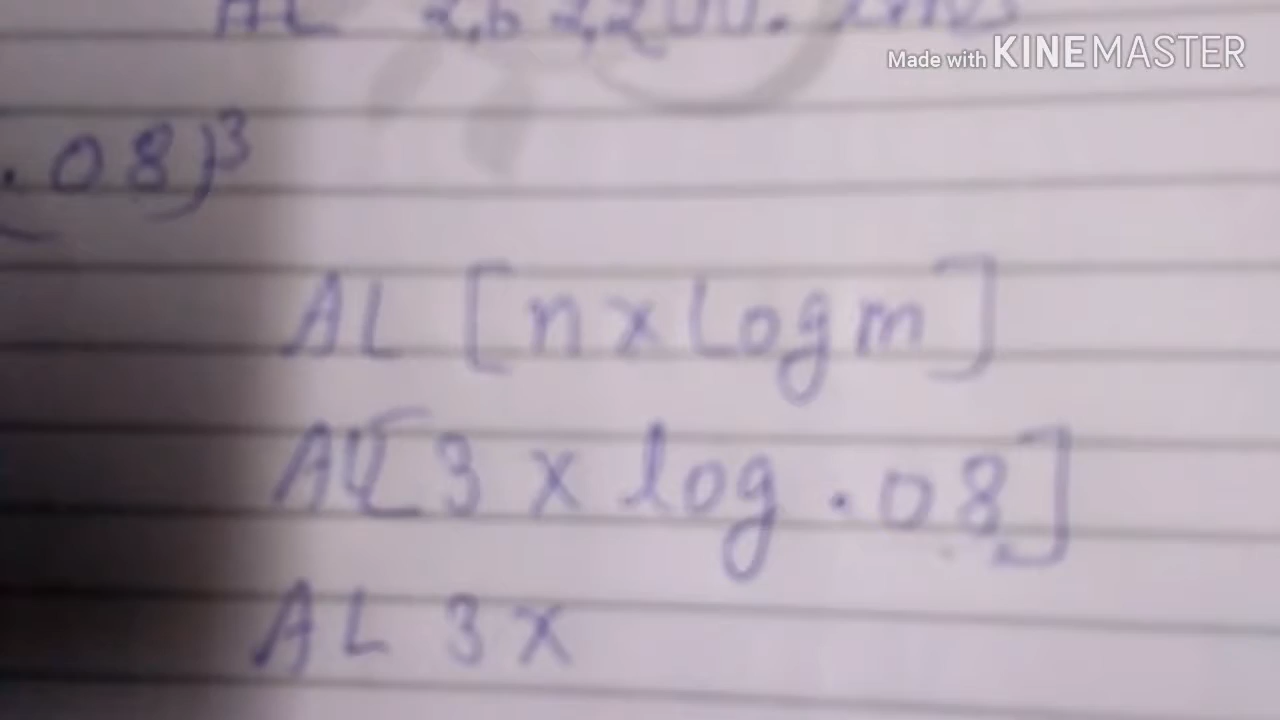 Made with KINEMASTER
.08)³
AL [n x Log m]
AL[3 x log .08]
AL 3 x